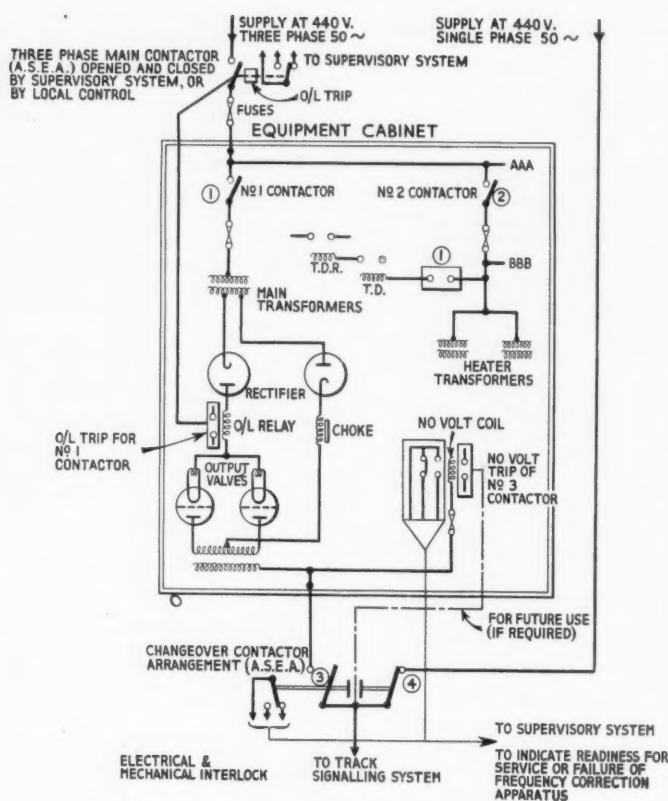 SUPPLY AT 440 V.
THREE PHASE 50 ~
SUPPLY AT 440 V.
SINGLE PHASE 50 ~
THREE PHASE MAIN CONTACTOR
(A.S.E.A.) OPENED AND CLOSED
BY SUPERVISORY SYSTEM, OR
BY LOCAL CONTROL
TO SUPERVISORY SYSTEM
O/L TRIP
FUSES
EQUIPMENT CABINET
AAA
1
Nº 1 CONTACTOR
Nº 2 CONTACTOR
2
1
BBB
T.D.R.
T.D.
MAIN
TRANSFORMERS
HEATER
TRANSFORMERS
RECTIFIER
O/L RELAY
CHOKE
NO VOLT COIL
O/L TRIP FOR
Nº 1
CONTACTOR
OUTPUT
VALVES
NO VOLT
TRIP OF
Nº 3
CONTACTOR
FOR FUTURE USE
(IF REQUIRED)
CHANGEOVER CONTACTOR
ARRANGEMENT (A.S.E.A.)
3
4
ELECTRICAL &
MECHANICAL INTERLOCK
TO TRACK
SIGNALLING SYSTEM
TO SUPERVISORY SYSTEM
TO INDICATE READINESS FOR
SERVICE OR FAILURE OF
FREQUENCY CORRECTION
APPARATUS